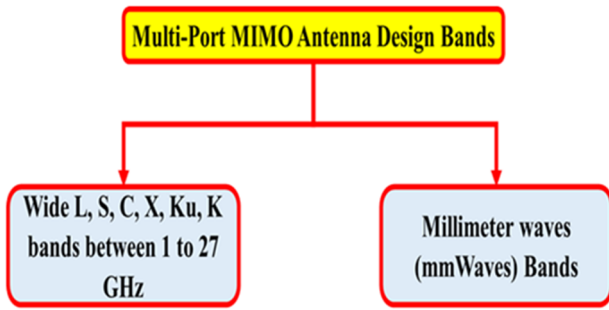 Multi-Port MIMO Antenna Design Bands
Wide L, S, C, X, Ku, K
bands between 1 to 27
GHz
Millimeter waves
(mmWaves) Bands